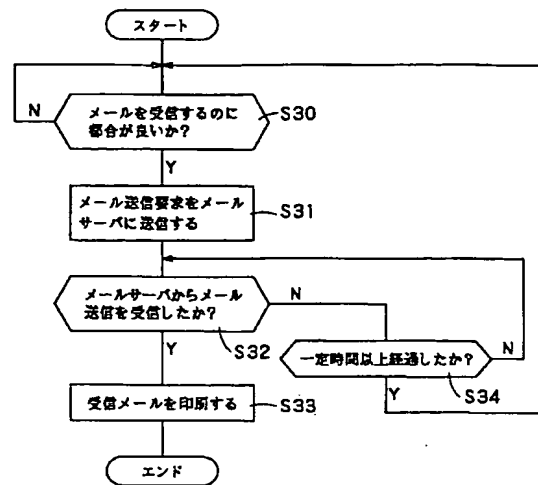 スタート
N
メールを受信するのに
都合が良いか?
S30
Y
メール送信要求をメール
サーバに送信する
S31
メールサーバからメール
送信を受信したか?
N
S32
Y
一定時間以上経過したか?
N
S34
Y
受信メールを印刷する
S33
エンド